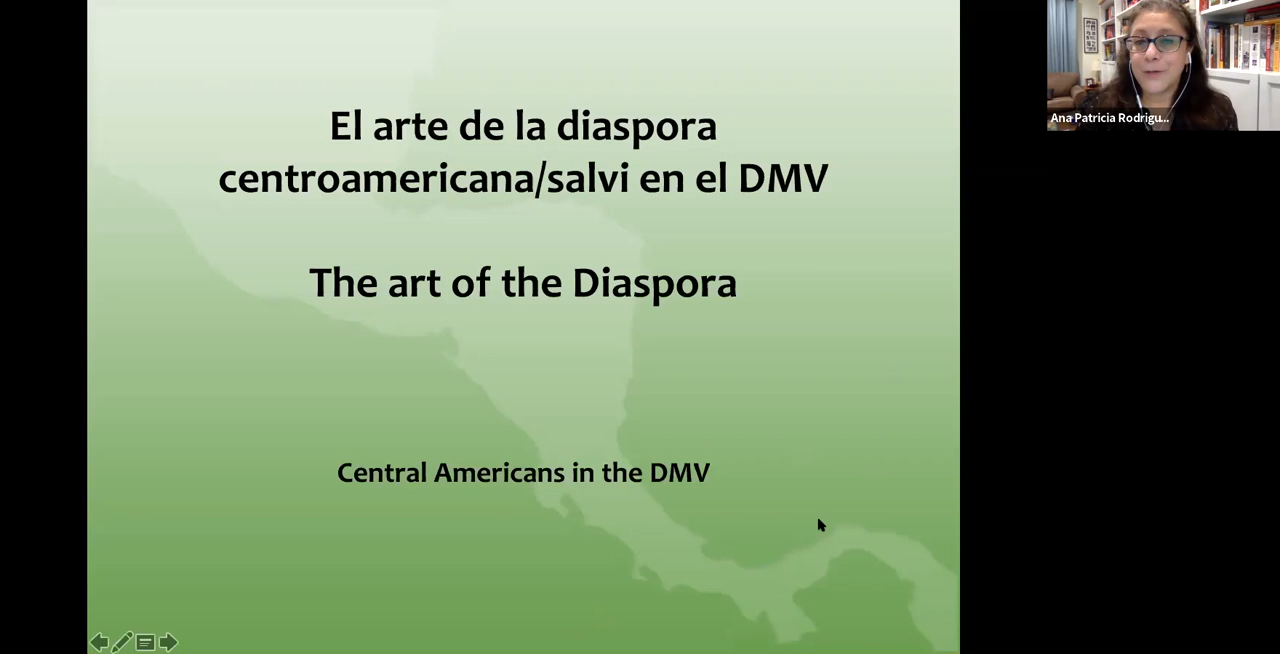 El arte de la diaspora
centroamericana/salvi en el DMV
The art of the Diaspora
Central Americans in the DMV
Ana Patricia Rodrigu...